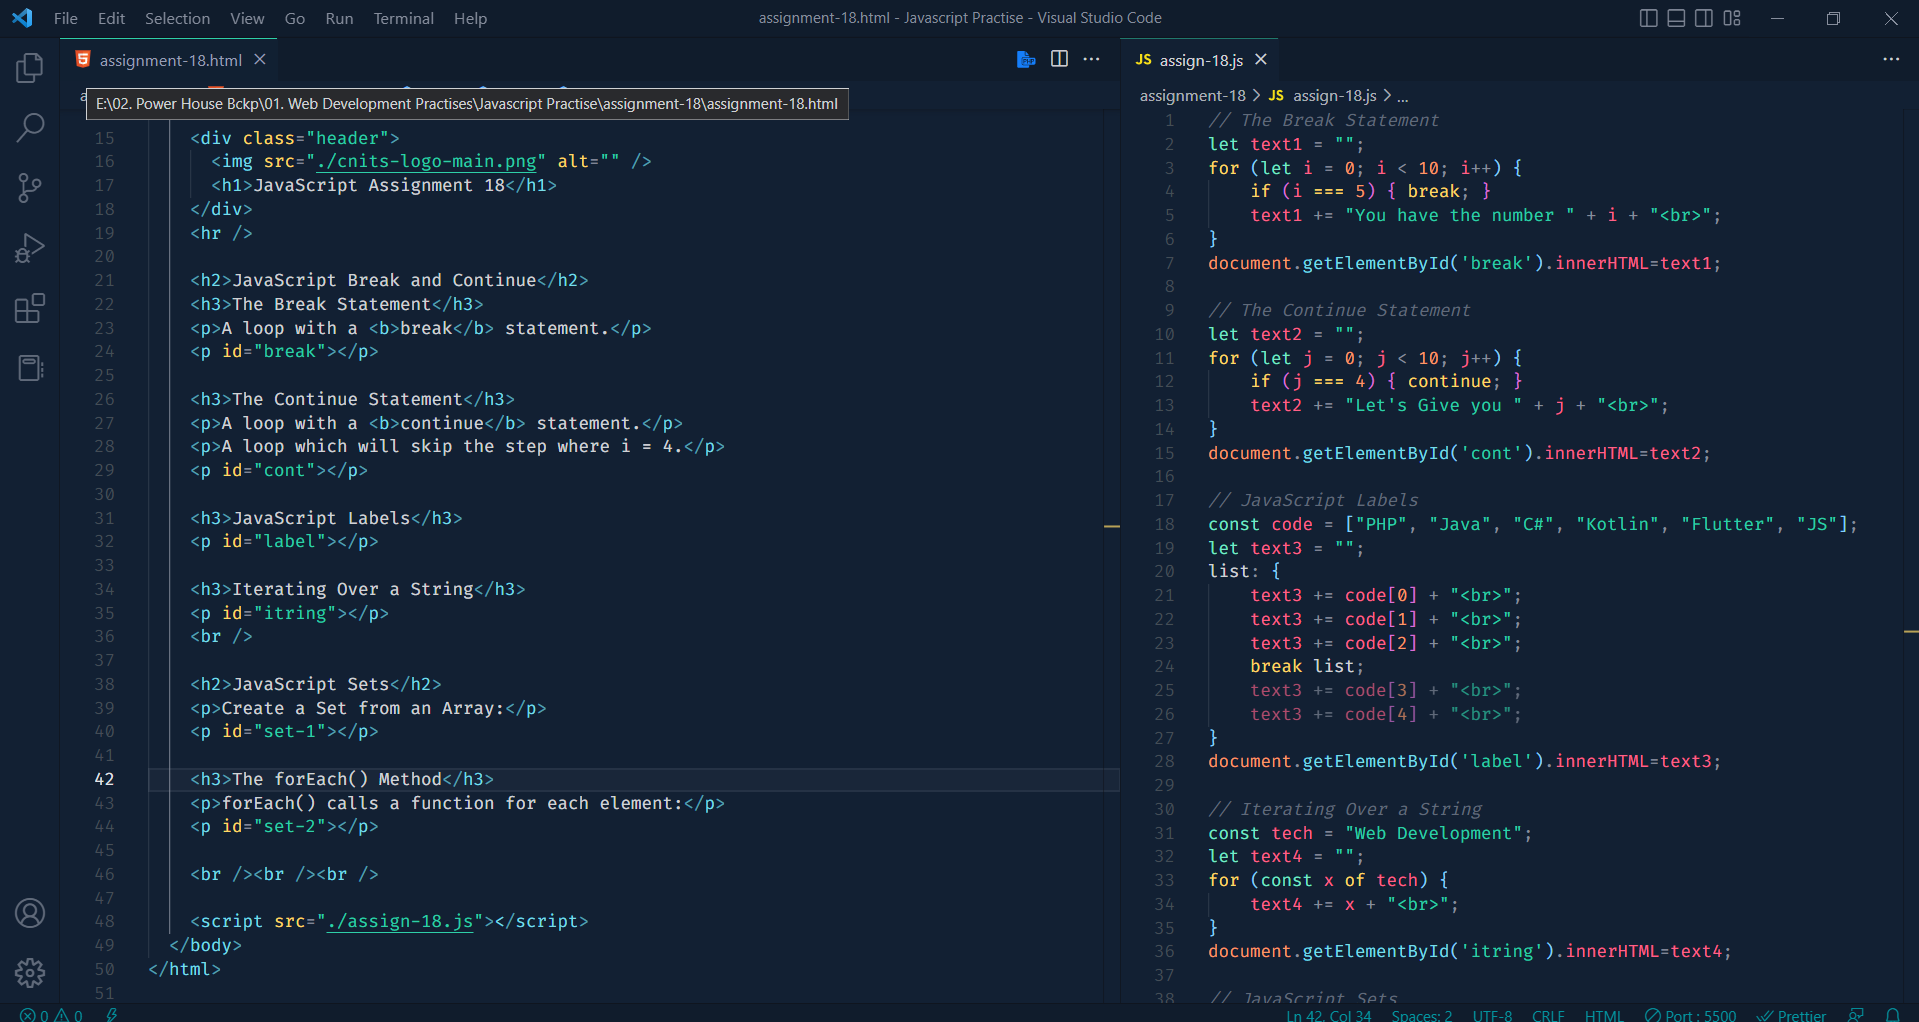 File Edit Selection View Go Run Terminal Help
assignment-18.html - Javascript Practise - Visual Studio Code
assignment-18.html
E:\02. Power House Bckp\01. Web Development Practises\Javascript Practise\assignment-18\assignment-18.html
15 <div class="header">
16 <img src="./cnits-logo-main.png" alt="" />
17 <h1>JavaScript Assignment 18</h1>
18 </div>
19 <hr />
20
21 <h2>JavaScript Break and Continue</h2>
22 <h3>The Break Statement</h3>
23 <p>A loop with a <b>break</b> statement.</p>
24 <p id="break"></p>
25
26 <h3>The Continue Statement</h3>
27 <p>A loop with a <b>continue</b> statement.</p>
28 <p>A loop which will skip the step where i = 4.</p>
29 <p id="cont"></p>
30
31 <h3>JavaScript Labels</h3>
32 <p id="label"></p>
33
34 <h3>Iterating Over a String</h3>
35 <p id="itring"></p>
36 <br />
37
38 <h2>JavaScript Sets</h2>
39 <p>Create a Set from an Array:</p>
40 <p id="set-1"></p>
41
42 <h3>The forEach() Method</h3>
43 <p>forEach() calls a function for each element:</p>
44 <p id="set-2"></p>
45
46 <br /><br /><br />
47
48 <script src="./assign-18.js"></script>
49 </body>
50 </html>
51
JS assign-18.js
assignment-18 > JS assign-18.js > ...
1 // The Break Statement
2 let text1 = "";
3 for (let i = 0; i < 10; i++) {
4 if (i === 5) { break; }
5 text1 += "You have the number " + i + "<br>";
6 }
7 document.getElementById('break').innerHTML=text1;
8
9 // The Continue Statement
10 let text2 = "";
11 for (let j = 0; j < 10; j++) {
12 if (j === 4) { continue; }
13 text2 += "Let's Give you " + j + "<br>";
14 }
15 document.getElementById('cont').innerHTML=text2;
16
17 // JavaScript Labels
18 const code = ["PHP", "Java", "C#", "Kotlin", "Flutter", "JS"];
19 let text3 = "";
20 list: {
21 text3 += code[0] + "<br>";
22 text3 += code[1] + "<br>";
23 text3 += code[2] + "<br>";
24 break list;
25 text3 += code[3] + "<br>";
26 text3 += code[4] + "<br>";
27 }
28 document.getElementById('label').innerHTML=text3;
29
30 // Iterating Over a String
31 const tech = "Web Development";
32 let text4 = "";
33 for (const x of tech) {
34 text4 += x + "<br>";
35 }
36 document.getElementById('itring').innerHTML=text4;
37
38 // JavaScript Sets
0 0 Ln 42, Col 34 Spaces: 2 UTF-8 CRLF HTML Port : 5500 Prettier